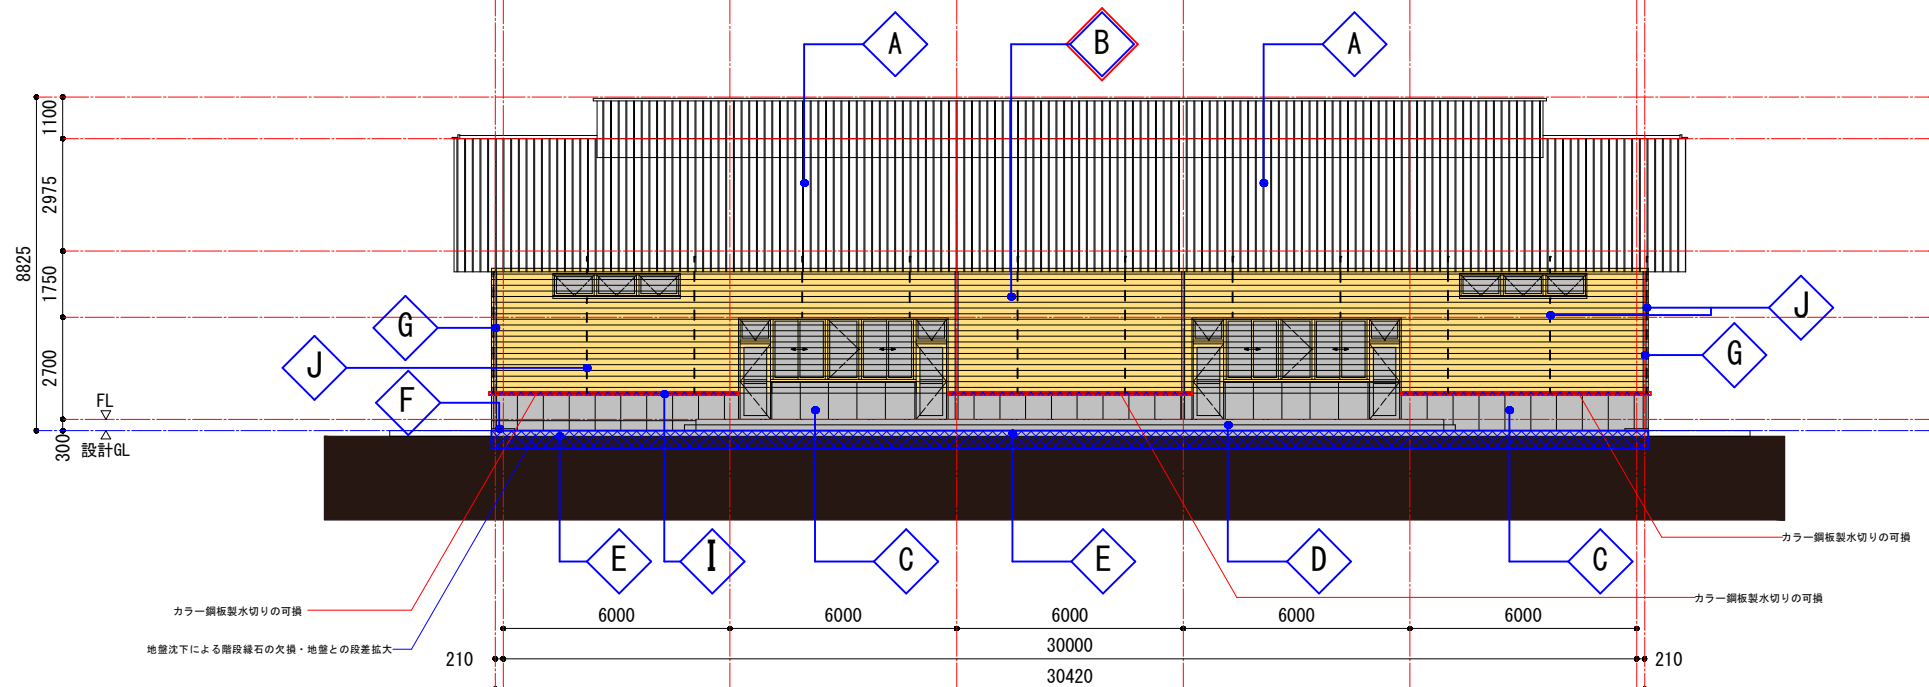 A
B
A
1100
2975
8825
1750
2700
300
FL
設計GL
G
J
F
J
G
E
I
C
E
D
C
カラー鋼板製水切りの可損
カラー鋼板製水切りの可損
カラー鋼板製水切りの可損
地盤沈下による階段縁石の欠損・地盤との段差拡大
6000
6000
6000
6000
6000
30000
210
210
30420